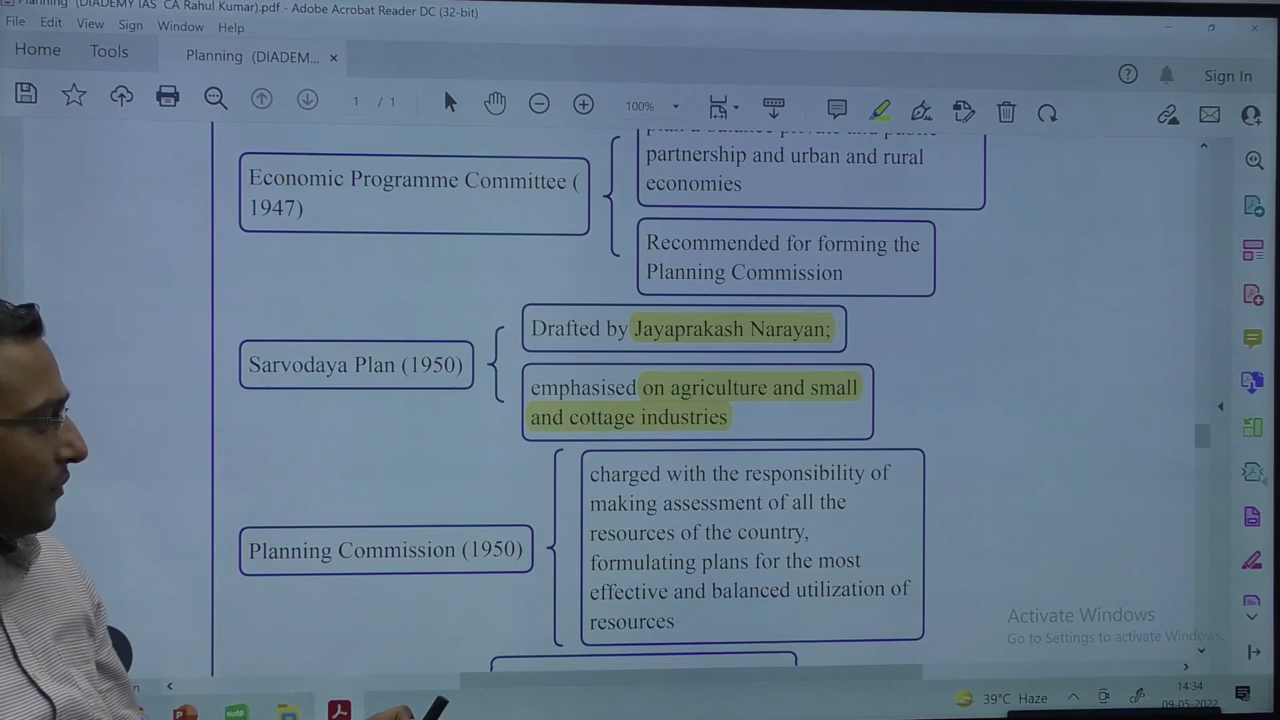 Planning (DIADEMY IAS CA Rahul Kumar).pdf - Adobe Acrobat Reader DC (32-bit)
File Edit View Sign Window Help
Home Tools Planning (DIADEM... ×
Sign In
1 / 1 100%
partnership and urban and rural
economies
Economic Programme Committee (
1947)
Recommended for forming the
Planning Commission
Sarvodaya Plan (1950)
Drafted by Jayaprakash Narayan;
emphasised on agriculture and small
and cottage industries
Planning Commission (1950)
charged with the responsibility of
making assessment of all the
resources of the country,
formulating plans for the most
effective and balanced utilization of
resources
Activate Windows
Go to Settings to activate Windows.
39°C Haze
14:34
09-05-2022